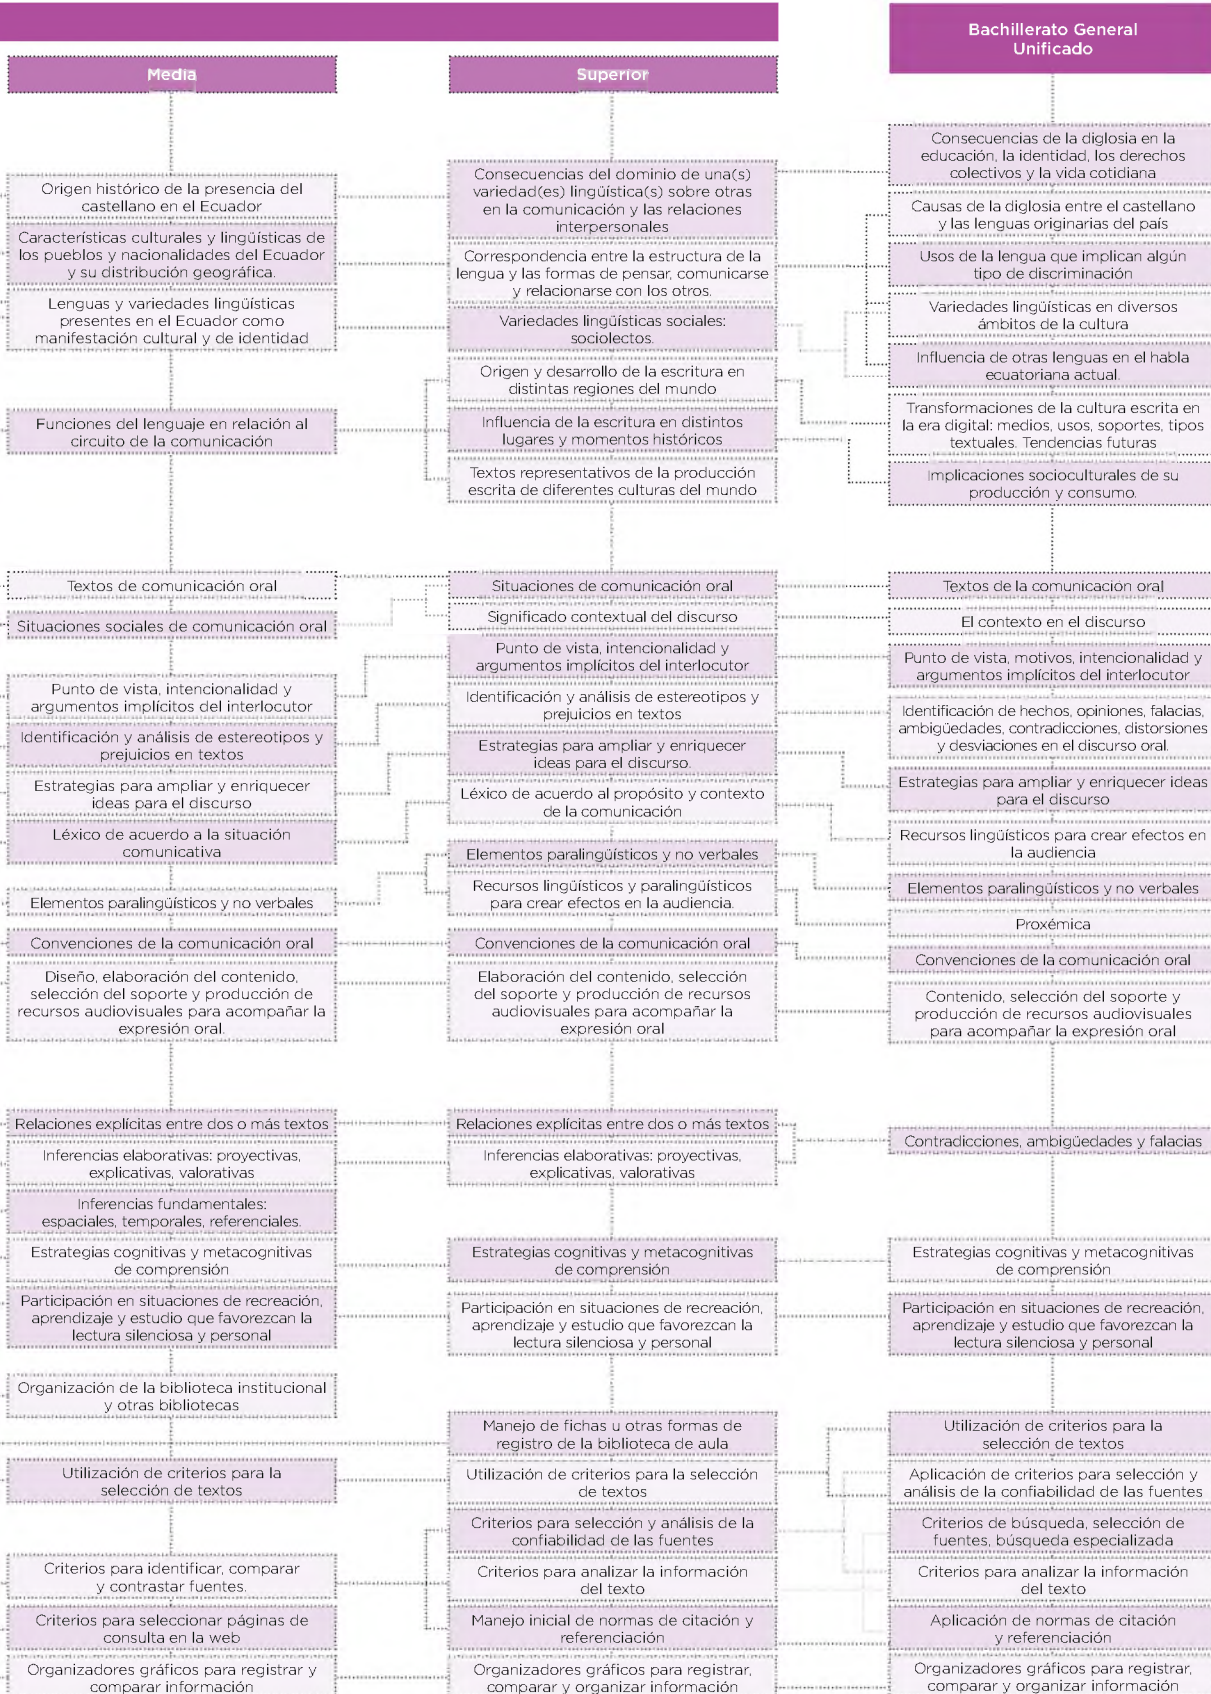 Bachillerato General
Unificado
Media
Superior
Origen histórico de la presencia del
castellano en el Ecuador
Características culturales y lingüísticas de
los pueblos y nacionalidades del Ecuador
y su distribución geográfica.
Lenguas y variedades lingüísticas
presentes en el Ecuador como
manifestación cultural y de identidad
Funciones del lenguaje en relación al
circuito de la comunicación
Consecuencias del dominio de una(s)
variedad(es) lingüística(s) sobre otras
en la comunicación y las relaciones
interpersonales
Correspondencia entre la estructura de la
lengua y las formas de pensar, comunicarse
y relacionarse con los otros.
Variedades lingüísticas sociales:
sociolectos.
Origen y desarrollo de la escritura en
distintas regiones del mundo
Influencia de la escritura en distintos
lugares y momentos históricos
Textos representativos de la producción
escrita de diferentes culturas del mundo
Consecuencias de la diglosia en la
educación, la identidad, los derechos
colectivos y la vida cotidiana
Causas de la diglosia entre el castellano
y las lenguas originarias del país
Usos de la lengua que implican algún
tipo de discriminación
Variedades lingüísticas en diversos
ámbitos de la cultura
Influencia de otras lenguas en el habla
ecuatoriana actual.
Transformaciones de la cultura escrita en
la era digital: medios, usos, soportes, tipos
textuales. Tendencias futuras
Implicaciones socioculturales de su
producción y consumo.
Textos de comunicación oral
Situaciones sociales de comunicación oral
Punto de vista, intencionalidad y
argumentos implícitos del interlocutor
Identificación y análisis de estereotipos y
prejuicios en textos
Estrategias para ampliar y enriquecer
ideas para el discurso
Léxico de acuerdo a la situación
comunicativa
Elementos paralingüísticos y no verbales
Convenciones de la comunicación oral
Diseño, elaboración del contenido,
selección del soporte y producción de
recursos audiovisuales para acompañar la
expresión oral.
Situaciones de comunicación oral
Significado contextual del discurso
Punto de vista, intencionalidad y
argumentos implícitos del interlocutor
Identificación y análisis de estereotipos y
prejuicios en textos
Estrategias para ampliar y enriquecer
ideas para el discurso.
Léxico de acuerdo al propósito y contexto
de la comunicación
Elementos paralingüísticos y no verbales
Recursos lingüísticos y paralingüísticos
para crear efectos en la audiencia.
Convenciones de la comunicación oral
Elaboración del contenido, selección
del soporte y producción de recursos
audiovisuales para acompañar la
expresión oral
Textos de la comunicación oral
El contexto en el discurso
Punto de vista, motivos, intencionalidad y
argumentos implícitos del interlocutor
Identificación de hechos, opiniones, falacias,
ambigüedades, contradicciones, distorsiones
y desviaciones en el discurso oral.
Estrategias para ampliar y enriquecer ideas
para el discurso
Recursos lingüísticos para crear efectos en
la audiencia
Elementos paralingüísticos y no verbales
Proxémica
Convenciones de la comunicación oral
Contenido, selección del soporte y
producción de recursos audiovisuales
para acompañar la expresión oral
Relaciones explícitas entre dos o más textos
Inferencias elaborativas: proyectivas,
explicativas, valorativas
Inferencias fundamentales:
espaciales, temporales, referenciales.
Estrategias cognitivas y metacognitivas
de comprensión
Participación en situaciones de recreación,
aprendizaje y estudio que favorezcan la
lectura silenciosa y personal
Organización de la biblioteca institucional
y otras bibliotecas
Utilización de criterios para la
selección de textos
Criterios para identificar, comparar
y contrastar fuentes.
Criterios para seleccionar páginas de
consulta en la web
Organizadores gráficos para registrar y
comparar información
Relaciones explícitas entre dos o más textos
Inferencias elaborativas: proyectivas,
explicativas, valorativas
Estrategias cognitivas y metacognitivas
de comprensión
Participación en situaciones de recreación,
aprendizaje y estudio que favorezcan la
lectura silenciosa y personal
Manejo de fichas u otras formas de
registro de la biblioteca de aula
Utilización de criterios para la selección
de textos
Criterios para selección y análisis de la
confiabilidad de las fuentes
Criterios para analizar la información
del texto
Manejo inicial de normas de citación y
referenciación
Organizadores gráficos para registrar,
comparar y organizar información
Contradicciones, ambigüedades y falacias
Estrategias cognitivas y metacognitivas
de comprensión
Participación en situaciones de recreación,
aprendizaje y estudio que favorezcan la
lectura silenciosa y personal
Utilización de criterios para la
selección de textos
Aplicación de criterios para selección y
análisis de la confiabilidad de las fuentes
Criterios de búsqueda, selección de
fuentes, búsqueda especializada
Criterios para analizar la información
del texto
Aplicación de normas de citación
y referenciación
Organizadores gráficos para registrar,
comparar y organizar información